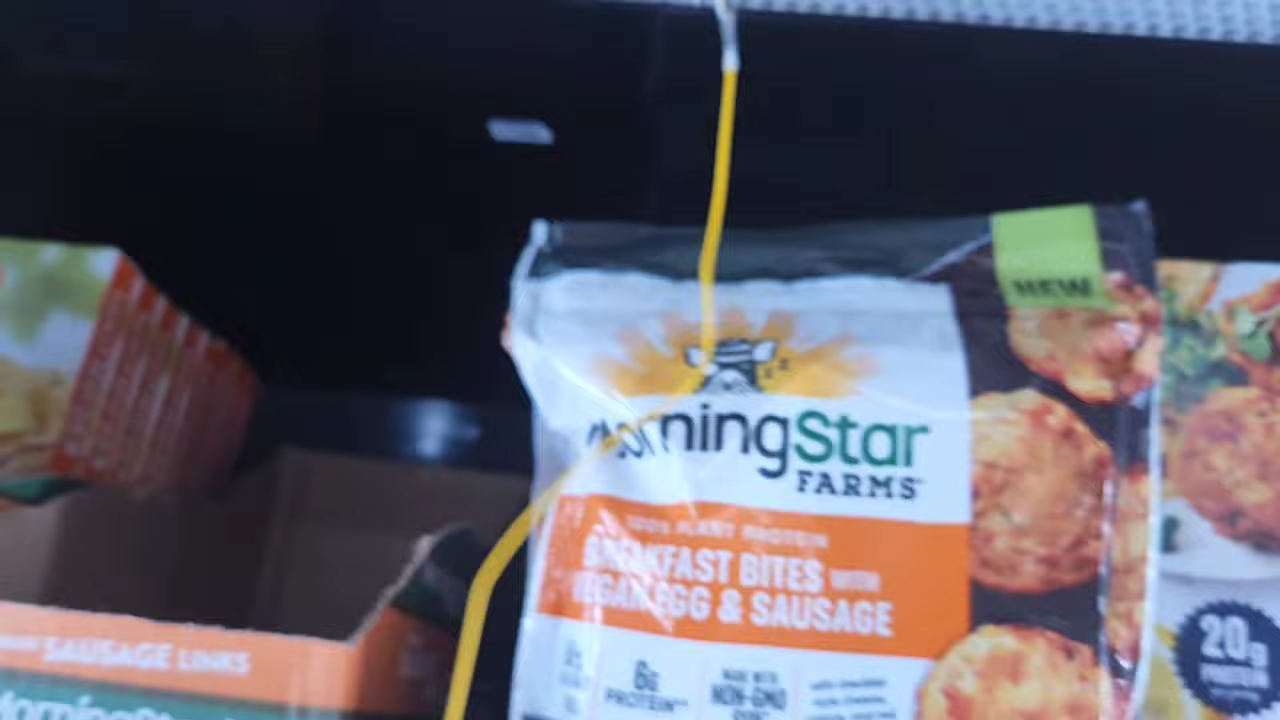 NEW
z z
MorningStar
FARMS
100% PLANT PROTEIN
BREAKFAST BITES WITH
VEGAN EGG & SAUSAGE
6g
PROTEIN
MADE WITH
NON-GMO
20g
PROTEIN
SAUSAGE LINKS
MorningStar